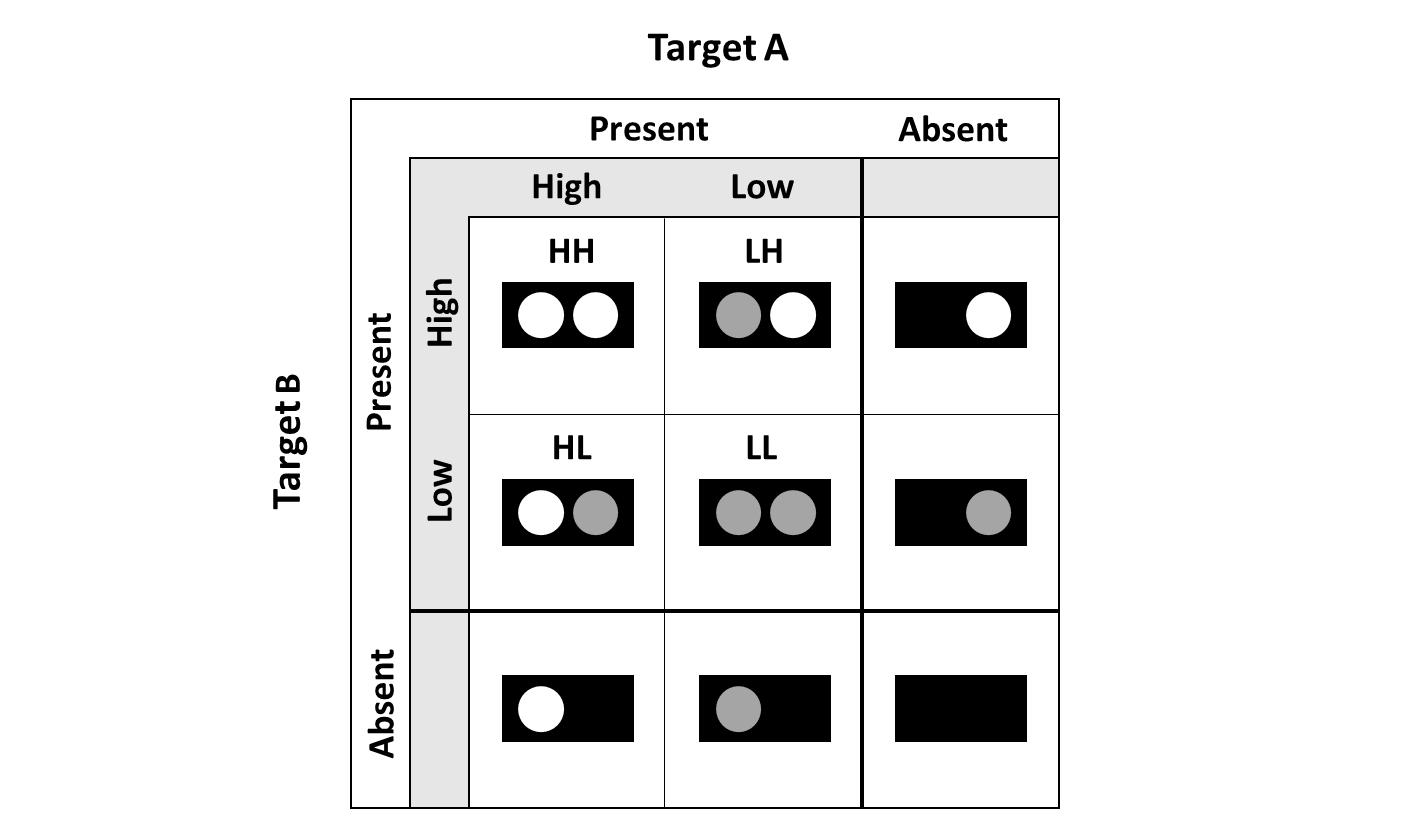 Target A
Present Absent
High Low
Target B
Present
High
HH LH
Low
HL LL
Absent